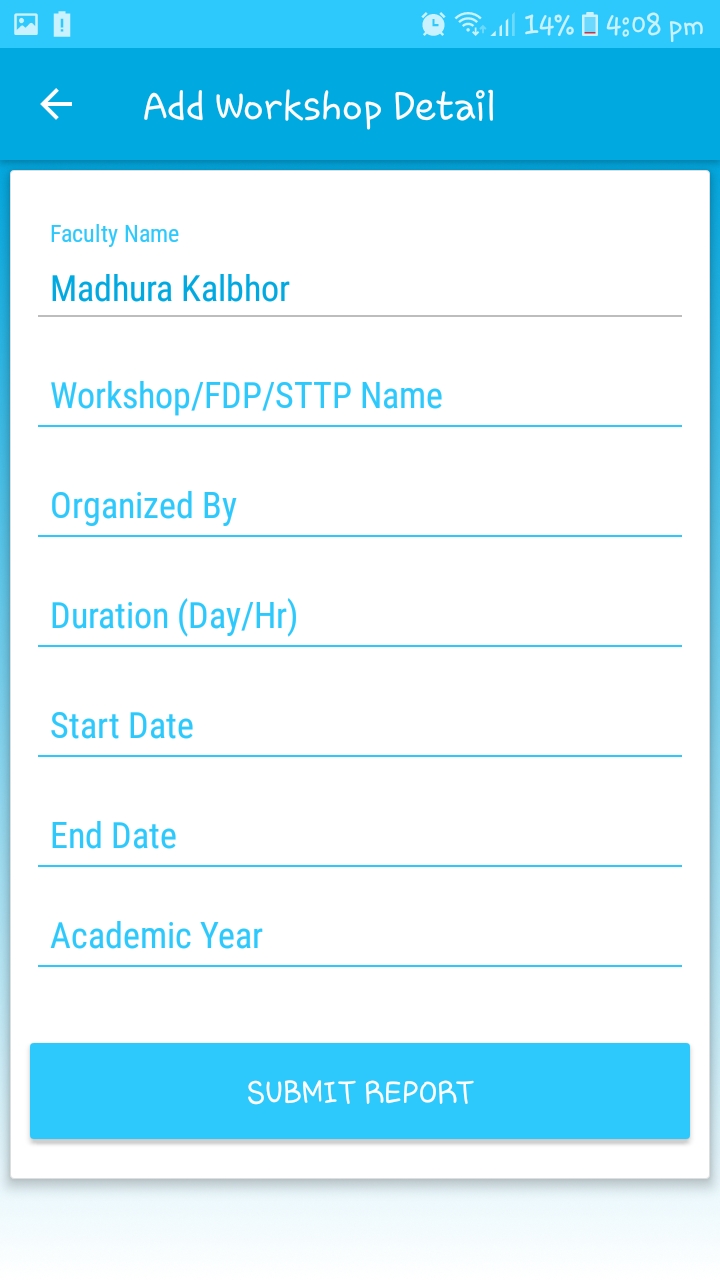 14% 4:08 pm
Add Workshop Detail
Faculty Name
Madhura Kalbhor
Workshop/FDP/STTP Name
Organized By
Duration (Day/Hr)
Start Date
End Date
Academic Year
SUBMIT REPORT